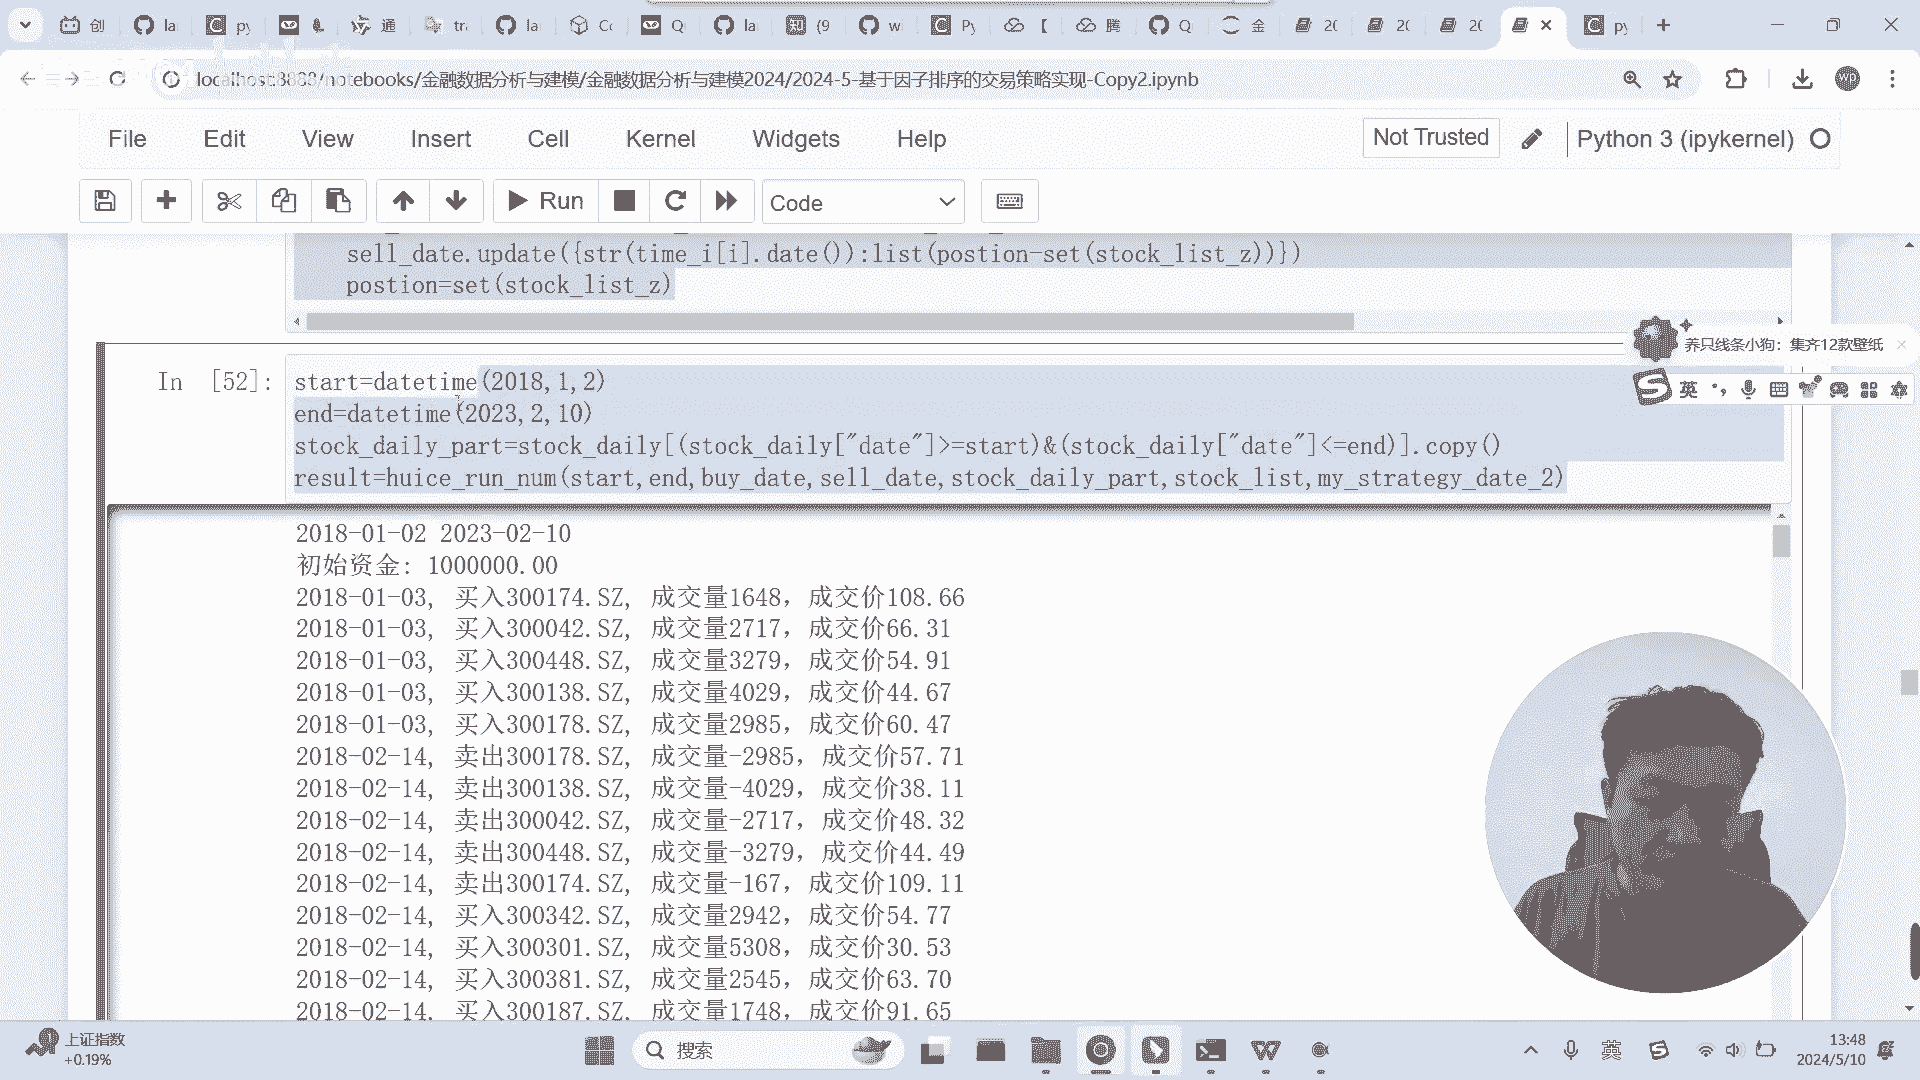 创
la
py
通
tra
la
Co
Q
la
(9
w
Py
【
腾
Q
金
20
20
20
py
localhost:8888/notebooks/金融数据分析与建模/金融数据分析与建模2024/2024-5-基于因子排序的交易策略实现-Copy2.ipynb
wp
File Edit View Insert Cell Kernel Widgets Help
Not Trusted
Python 3 (ipykernel)
Run
Code
sell_date.update({str(time_i[i].date()):list(postion-set(stock_list_z))})
postion=set(stock_list_z)
养只线条小狗：集齐12款壁纸
英
In [52]:
start=datetime(2018,1,2)
end=datetime(2023,2,10)
stock_daily_part=stock_daily[(stock_daily["date"]>=start)&(stock_daily["date"]<=end)].copy()
result=huice_run_num(start,end,buy_date,sell_date,stock_daily_part,stock_list,my_strategy_date_2)
2018-01-02 2023-02-10
初始资金: 1000000.00
2018-01-03, 买入300174.SZ, 成交量1648，成交价108.66
2018-01-03, 买入300042.SZ, 成交量2717，成交价66.31
2018-01-03, 买入300448.SZ, 成交量3279，成交价54.91
2018-01-03, 买入300138.SZ, 成交量4029，成交价44.67
2018-01-03, 买入300178.SZ, 成交量2985，成交价60.47
2018-02-14, 卖出300178.SZ, 成交量-2985，成交价57.71
2018-02-14, 卖出300138.SZ, 成交量-4029，成交价38.11
2018-02-14, 卖出300042.SZ, 成交量-2717，成交价48.32
2018-02-14, 卖出300448.SZ, 成交量-3279，成交价44.49
2018-02-14, 卖出300174.SZ, 成交量-167，成交价109.11
2018-02-14, 买入300342.SZ, 成交量2942，成交价54.77
2018-02-14, 买入300301.SZ, 成交量5308，成交价30.53
2018-02-14, 买入300381.SZ, 成交量2545，成交价63.70
2018-02-14, 买入300187.SZ, 成交量1748，成交价91.65
上证指数
+0.19%
搜索
英
13:48
2024/5/10